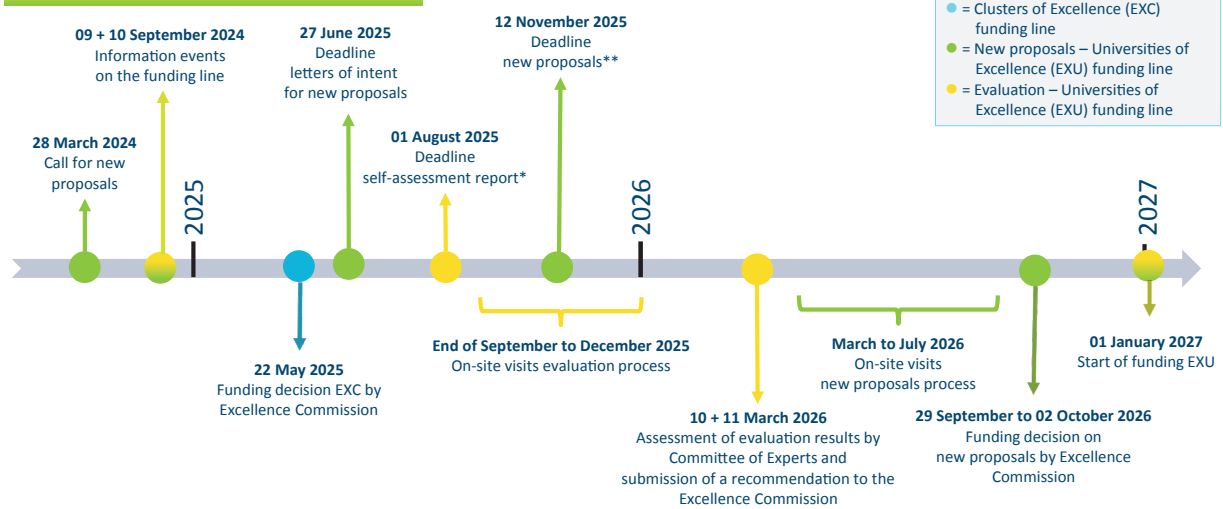 = Clusters of Excellence (EXC)
funding line
= New proposals – Universities of
Excellence (EXU) funding line
= Evaluation – Universities of
Excellence (EXU) funding line
09 + 10 September 2024
Information events
on the funding line
27 June 2025
Deadline
letters of intent
for new proposals
12 November 2025
Deadline
new proposals**
28 March 2024
Call for new
proposals
01 August 2025
Deadline
self-assessment report*
2025
2026
2027
22 May 2025
Funding decision EXC by
Excellence Commission
End of September to December 2025
On-site visits evaluation process
10 + 11 March 2026
Assessment of evaluation results by
Committee of Experts and
submission of a recommendation to the
Excellence Commission
March to July 2026
On-site visits
new proposals process
29 September to 02 October 2026
Funding decision on
new proposals by Excellence
Commission
01 January 2027
Start of funding EXU